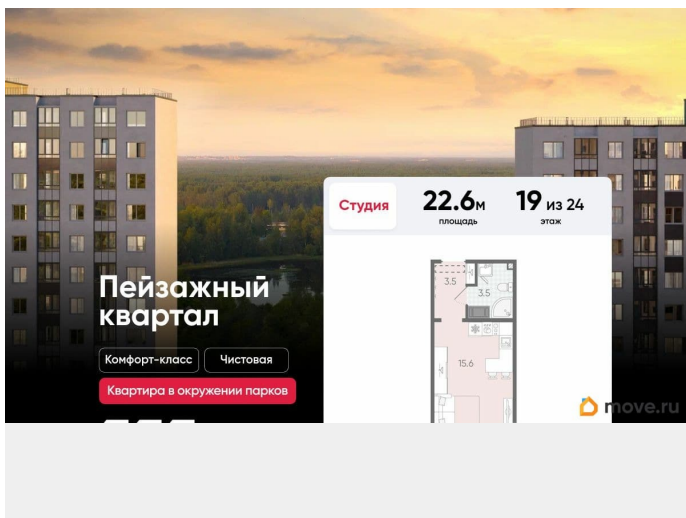 Студия
22.6м
площадь
19 из 24
этаж
Пейзажный
квартал
Комфорт-класс
Чистовая
Квартира в окружении парков
3.5
3.5
15.6
move.ru